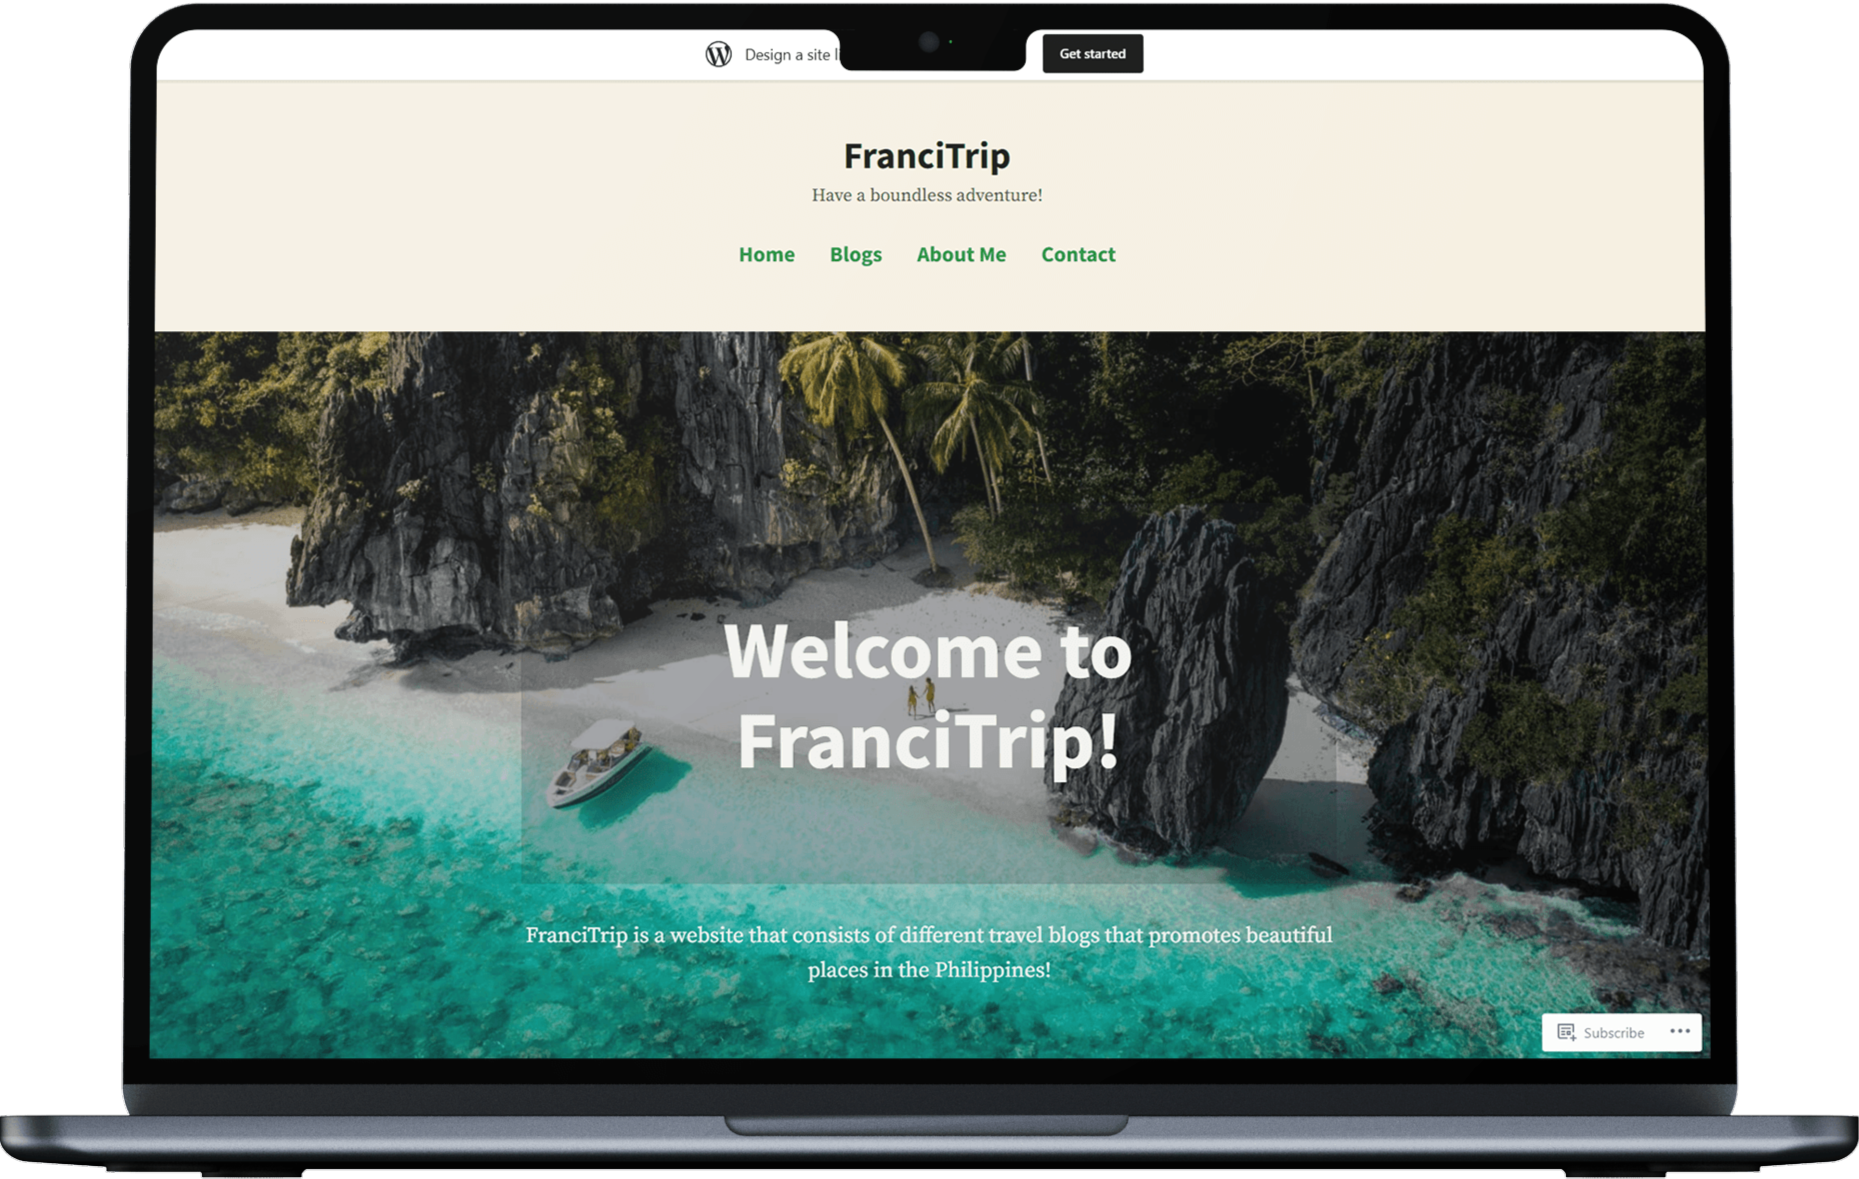 Design a site
Get started
FranciTrip
Have a boundless adventure!
Home Blogs About Me Contact
Welcome to
FranciTrip!
FranciTrip is a website that consists of different travel blogs that promotes beautiful
places in the Philippines!
Subscribe